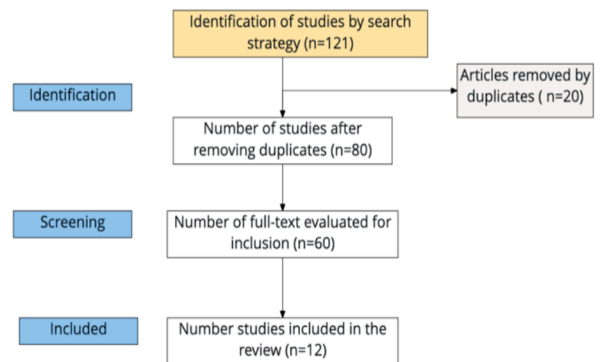 Identification of studies by search
strategy (n=121)
Articles removed by
duplicates ( n=20)
Identification
Number of studies after
removing duplicates (n=80)
Screening
Number of full-text evaluated for
inclusion (n=60)
Included
Number studies included in the
review (n=12)